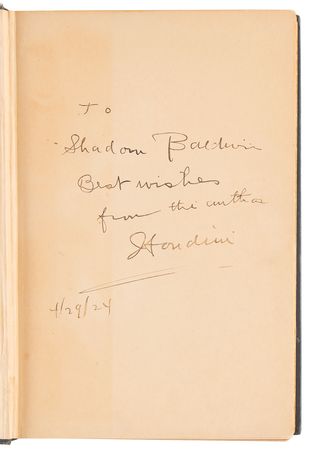 To
Shadow Baldwin
Best wishes
from the author
Houdini
4/29/24